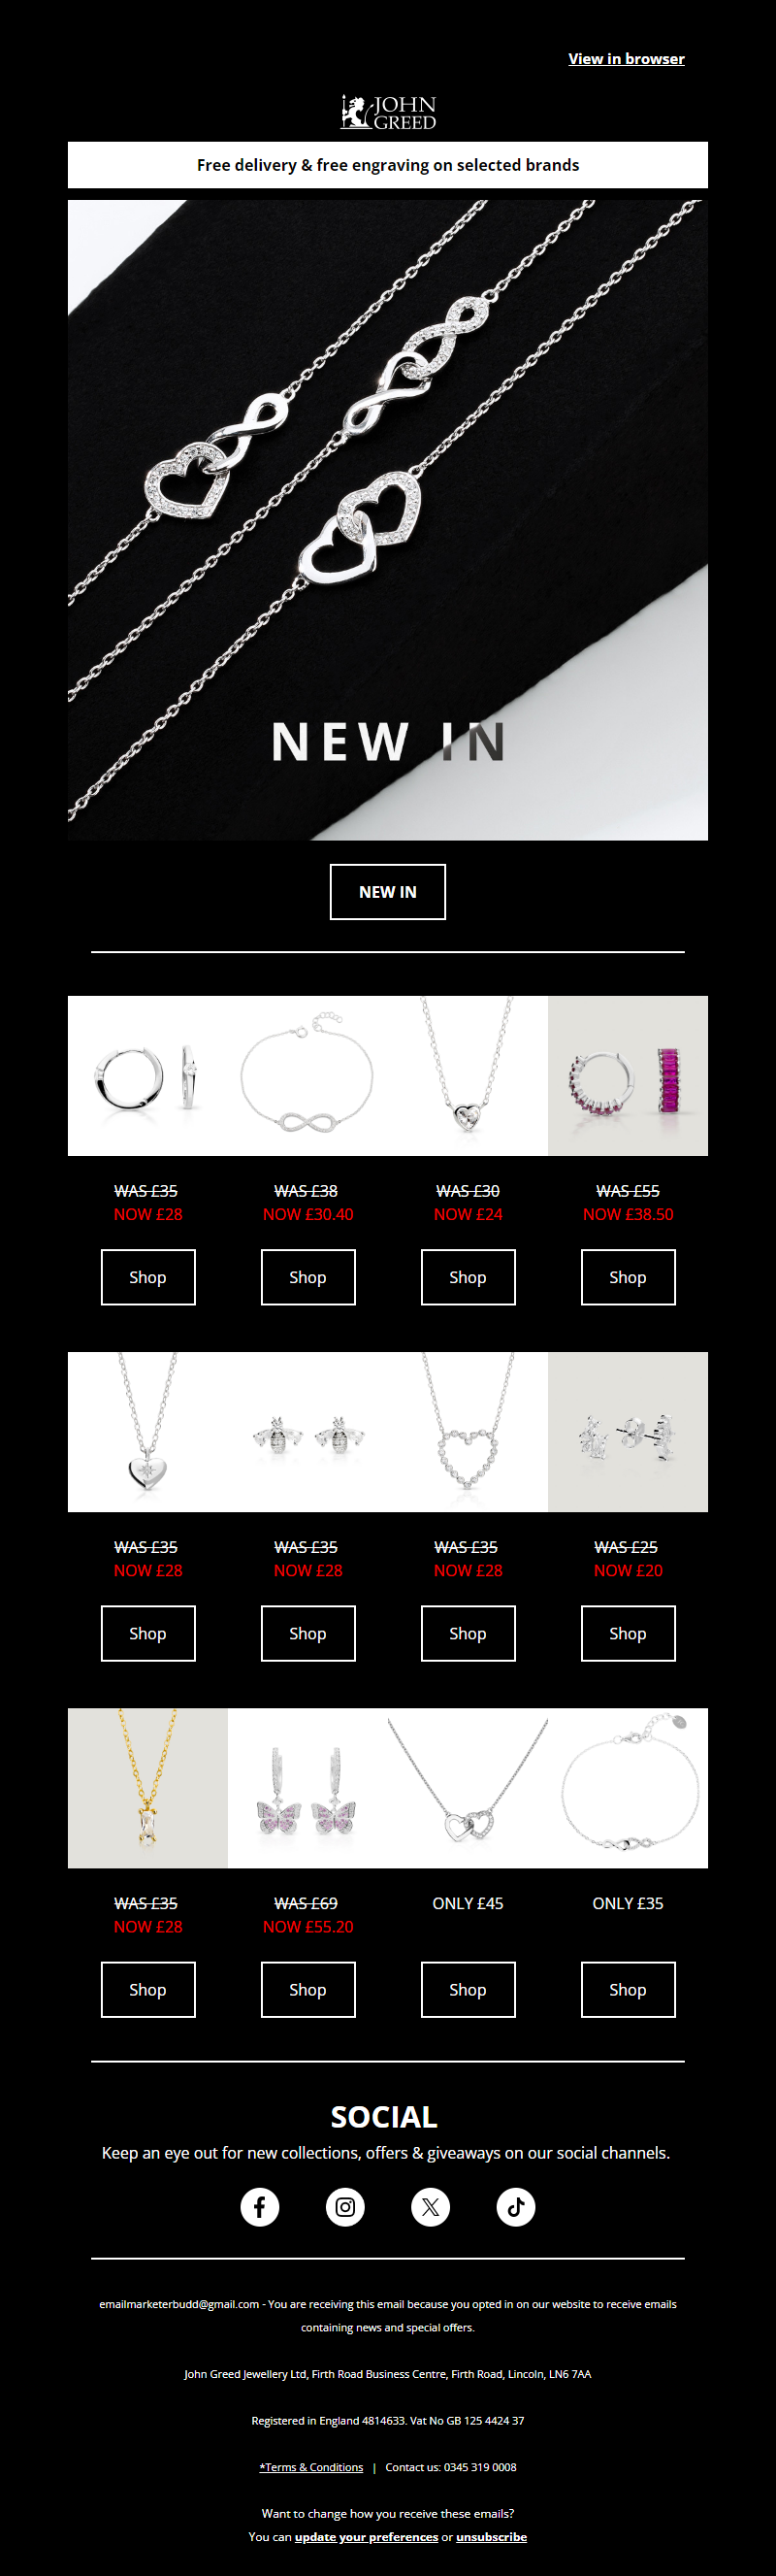 View in browser
JOHN
GREED
Free delivery & free engraving on selected brands
NEW IN
NEW IN
WAS £35 WAS £38 WAS £30 WAS £55
NOW £28 NOW £30.40 NOW £24 NOW £38.50
Shop Shop Shop Shop
WAS £35 WAS £35 WAS £35 WAS £25
NOW £28 NOW £28 NOW £28 NOW £20
Shop Shop Shop Shop
WAS £35 WAS £69 ONLY £45 ONLY £35
NOW £28 NOW £55.20
Shop Shop Shop Shop
SOCIAL
Keep an eye out for new collections, offers & giveaways on our social channels.
emailmarketerbudd@gmail.com - You are receiving this email because you opted in on our website to receive emails
containing news and special offers.
John Greed Jewellery Ltd, Firth Road Business Centre, Firth Road, Lincoln, LN6 7AA
Registered in England 4814633. Vat No GB 125 4424 37
*Terms & Conditions | Contact us: 0345 319 0008
Want to change how you receive these emails?
You can update your preferences or unsubscribe